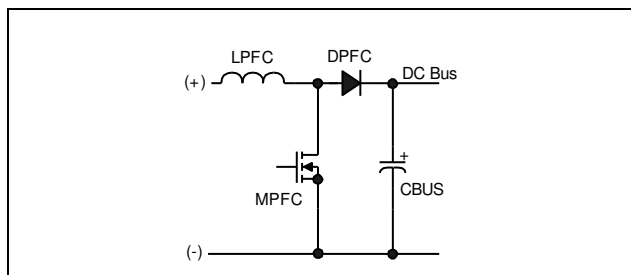 LPFC
DPFC
(+)
DC Bus
+
MPFC
CBUS
(-)